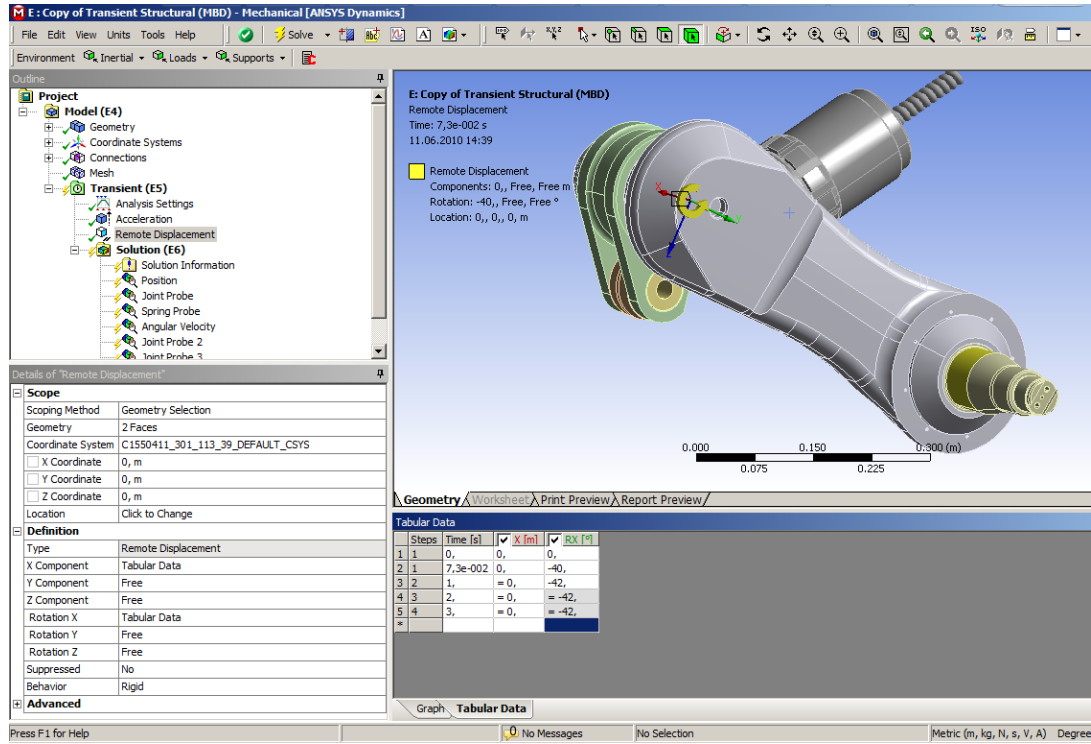 E : Copy of Transient Structural (MBD) - Mechanical [ANSYS Dynamics]
File Edit View Units Tools Help Solve
Environment Inertial Loads Supports
Outline
Project
Model (E4)
Geometry
Coordinate Systems
Connections
Mesh
Transient (E5)
Analysis Settings
Acceleration
Remote Displacement
Solution (E6)
Solution Information
Position
Joint Probe
Spring Probe
Angular Velocity
Joint Probe 2
Joint Probe 3
Details of "Remote Displacement"
Scope
Scoping Method Geometry Selection
Geometry 2 Faces
Coordinate System C1550411_301_113_39_DEFAULT_CSYS
X Coordinate 0, m
Y Coordinate 0, m
Z Coordinate 0, m
Location Click to Change
Definition
Type Remote Displacement
X Component Tabular Data
Y Component Free
Z Component Free
Rotation X Tabular Data
Rotation Y Free
Rotation Z Free
Suppressed No
Behavior Rigid
Advanced
E: Copy of Transient Structural (MBD)
Remote Displacement
Time: 7,3e-002 s
11.06.2010 14:39
Remote Displacement
Components: 0,, Free, Free m
Rotation: -40,, Free, Free °
Location: 0,, 0,, 0, m
X
Y
Z
0.000 0.150 0.300 (m)
0.075 0.225
Geometry Worksheet Print Preview Report Preview
Tabular Data
Steps Time [s] X [m] RX [°]
1 1 0, 0, 0,
2 1 7,3e-002 0, -40,
3 2 1, = 0, -42,
4 3 2, = 0, = -42,
5 4 3, = 0, = -42,
*
Graph Tabular Data
Press F1 for Help 0 No Messages No Selection Metric (m, kg, N, s, V, A) Degree